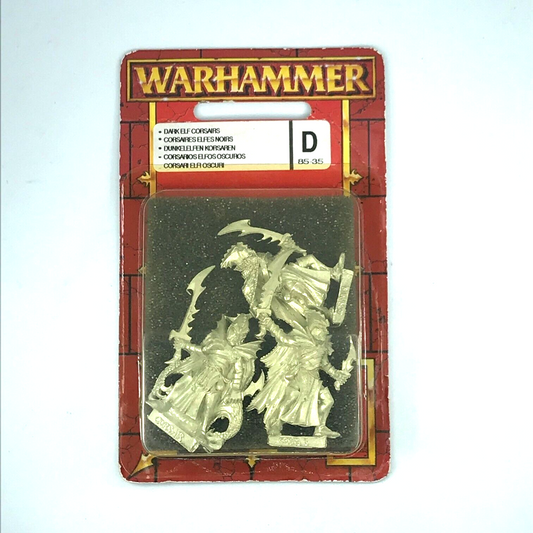 WARHAMMER
• DARK ELF CORSAIRS
• CORSAIRES ELFES NOIRS
• DUNKELELFEN KORSAREN
• CORSARIOS ELFOS OSCUROS
CORSARI ELFI OSCURI
D
85-35